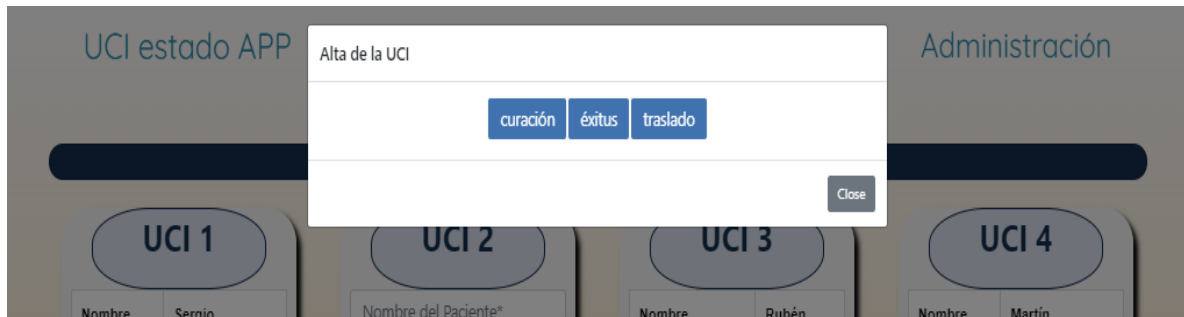 UCI estado APP
Administración
Alta de la UCI
curación éxitus traslado
Close
UCI 1 UCI 2 UCI 3 UCI 4
Nombre Sergio Nombre del Paciente* Nombre Rubén Nombre Martín